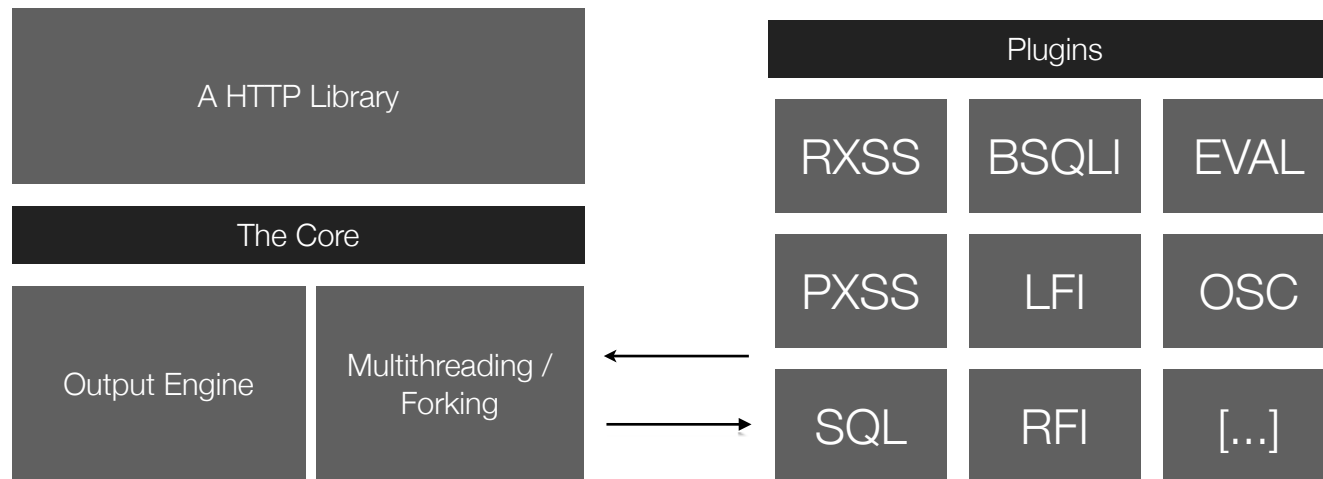 A HTTP Library
The Core
Output Engine
Multithreading /
Forking
Plugins
RXSS
BSQLI
EVAL
PXSS
LFI
OSC
SQL
RFI
[...]